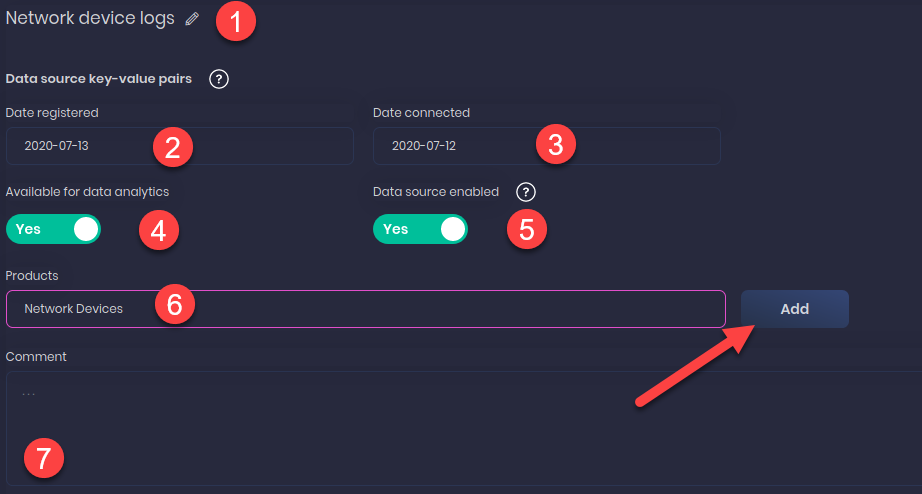 Network device logs 1
Data source key-value pairs ?
Date registered Date connected
2020-07-13 2 2020-07-12 3
Available for data analytics Data source enabled ?
Yes 4 Yes 5
Products
Network Devices 6 Add
Comment
...
7